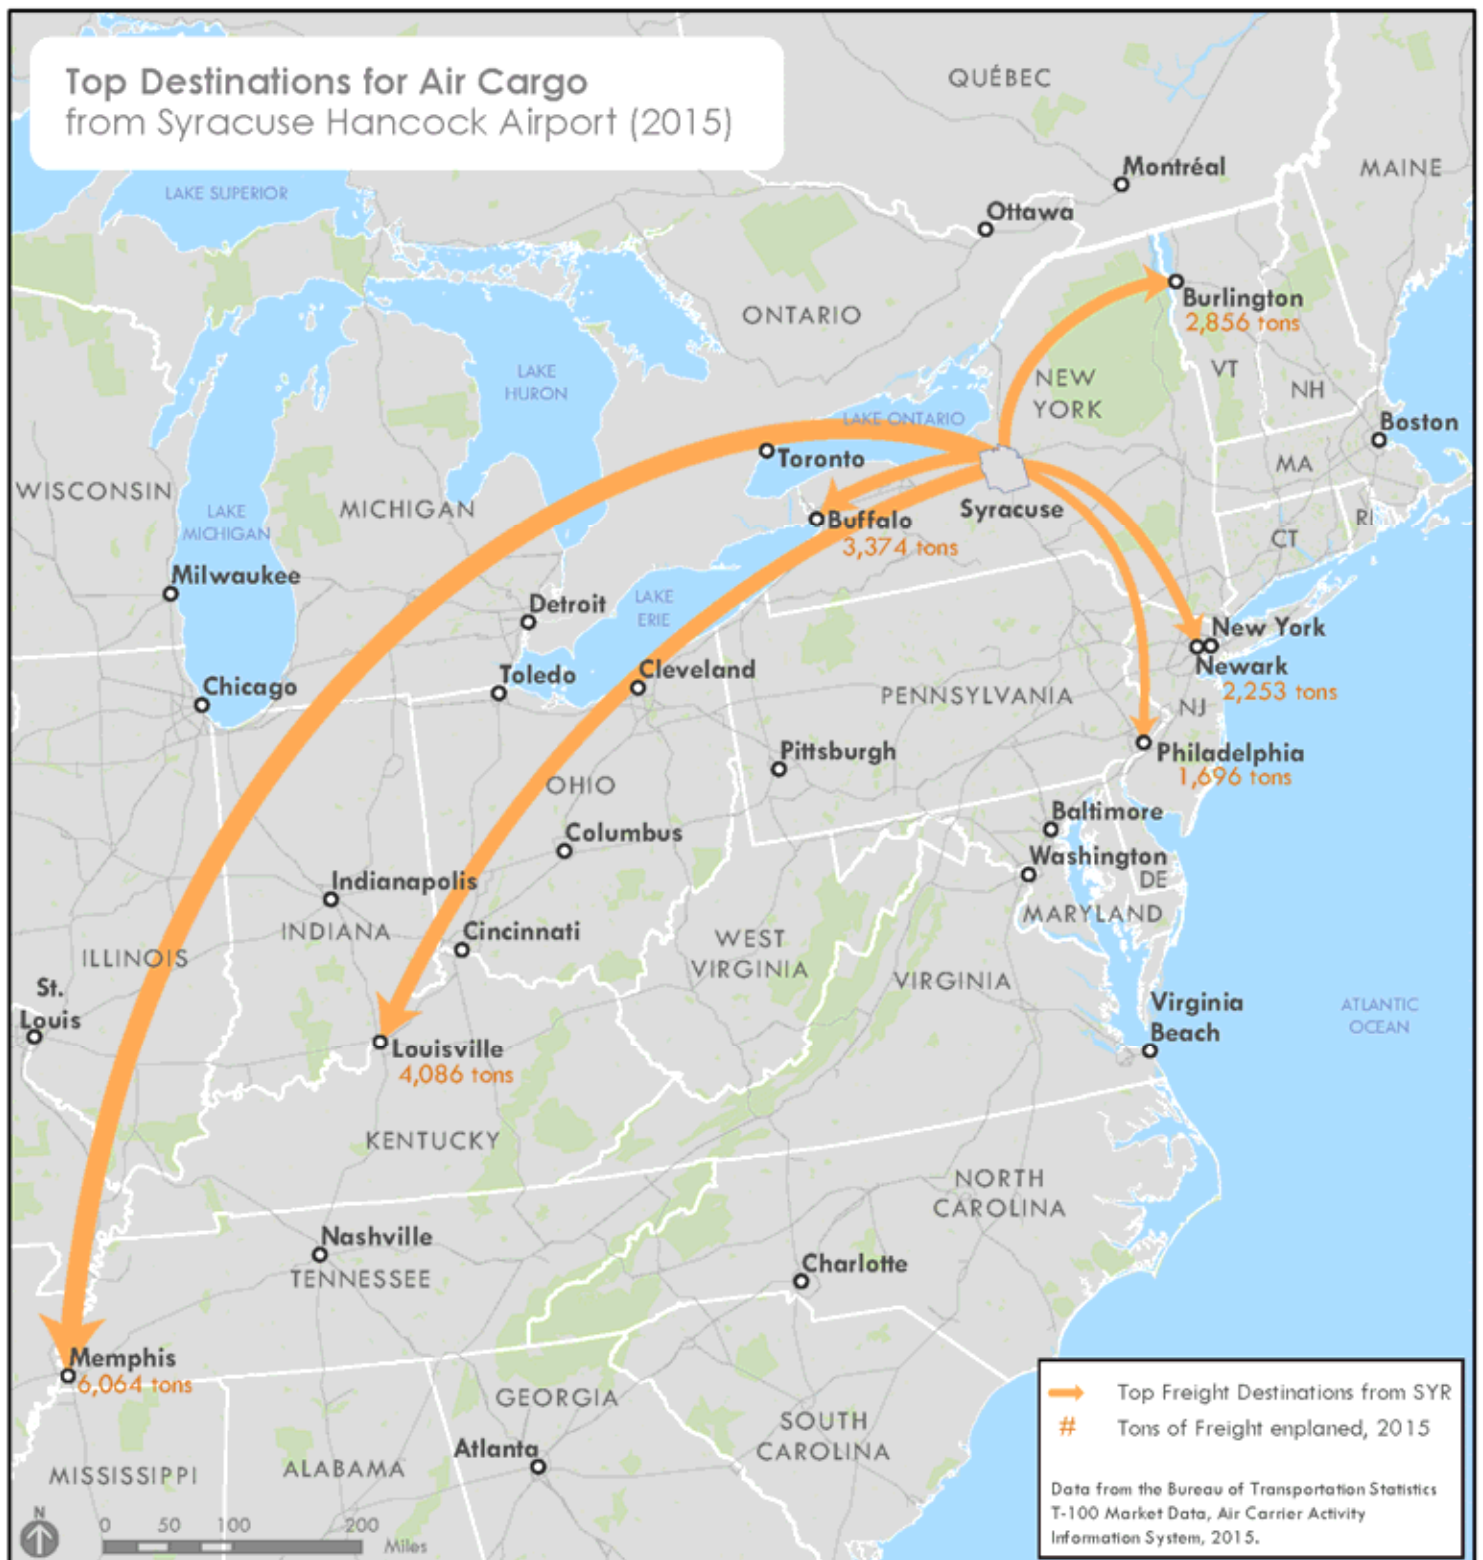 Top Destinations for Air Cargo
from Syracuse Hancock Airport (2015)
QUÉBEC
MAINE
Montréal
LAKE SUPERIOR
Ottawa
Burlington
2,856 tons
ONTARIO
VT
NEW
YORK
NH
LAKE
HURON
LAKE ONTARIO
Boston
Toronto
MA
WISCONSIN
MICHIGAN
LAKE
MICHIGAN
Syracuse
RI
Buffalo
3,374 tons
CT
Milwaukee
Detroit
LAKE
ERIE
New York
Newark
2,253 tons
Cleveland
Toledo
Chicago
PENNSYLVANIA
NJ
Pittsburgh
Philadelphia
1,696 tons
OHIO
Baltimore
Columbus
Washington
DE
Indianapolis
MARYLAND
INDIANA
Cincinnati
WEST
VIRGINIA
ILLINOIS
VIRGINIA
St.
Louis
Virginia
Beach
ATLANTIC
OCEAN
Louisville
4,086 tons
KENTUCKY
NORTH
CAROLINA
Nashville
TENNESSEE
Charlotte
Memphis
6,064 tons
GEORGIA
SOUTH
CAROLINA
Atlanta
MISSISSIPPI
ALABAMA
Top Freight Destinations from SYR
# Tons of Freight enplaned, 2015
Data from the Bureau of Transportation Statistics
T-100 Market Data, Air Carrier Activity
Information System, 2015.
N
0 50 100 200
Miles